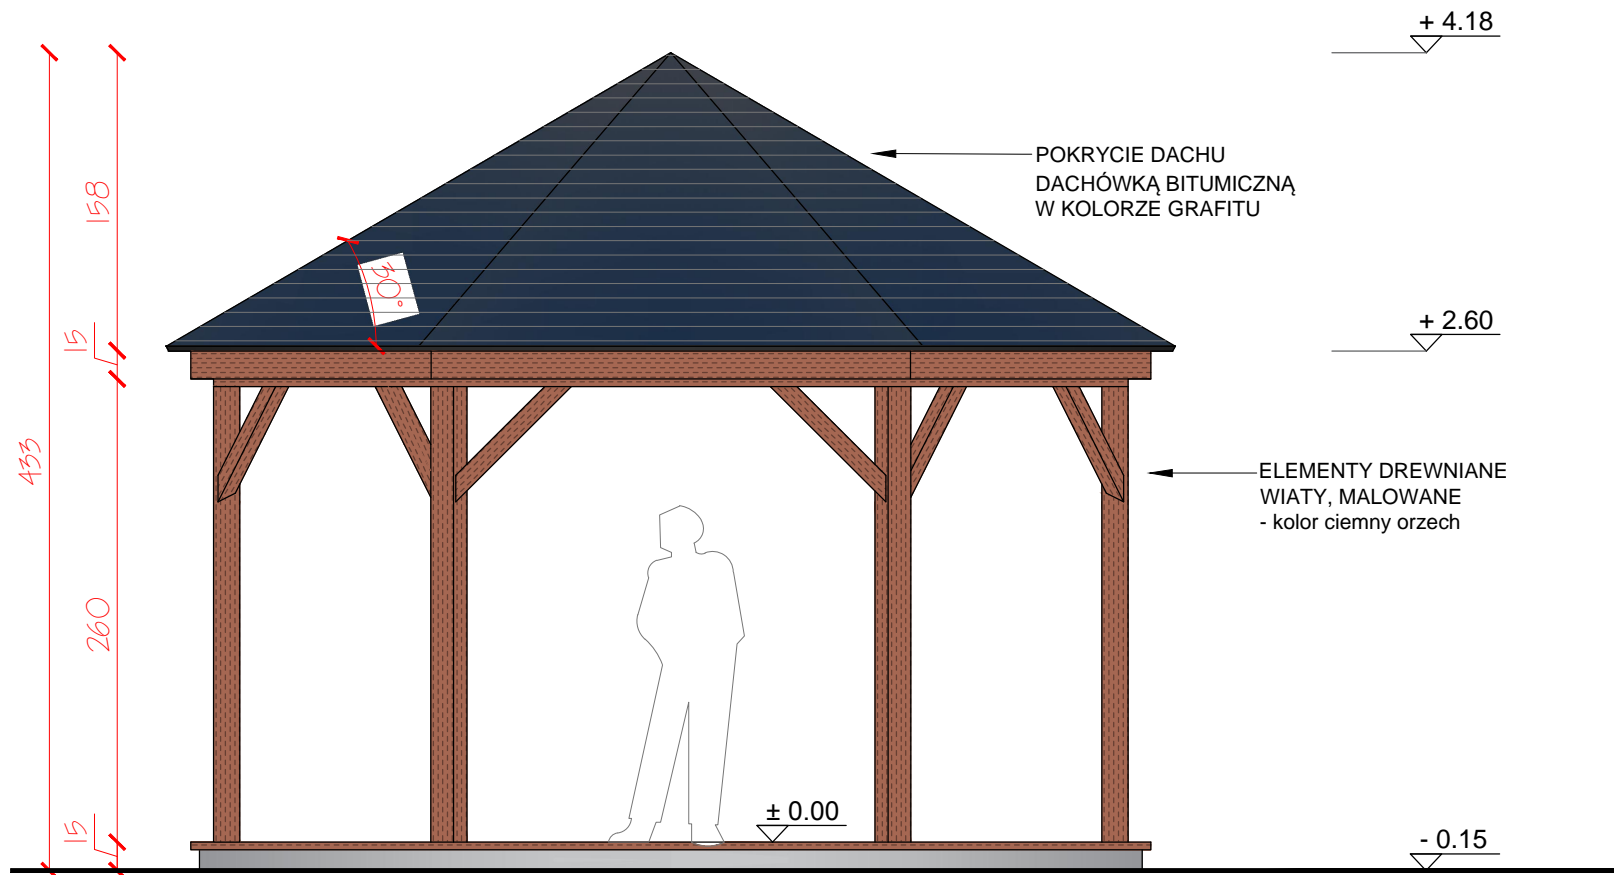 + 4.18
POKRYCIE DACHU
DACHÓWKĄ BITUMICZNĄ
W KOLORZE GRAFITU
158
30°
15
+ 2.60
433
ELEMENTY DREWNIANE
WIATY, MALOWANE
- kolor ciemny orzech
260
± 0.00
15
- 0.15